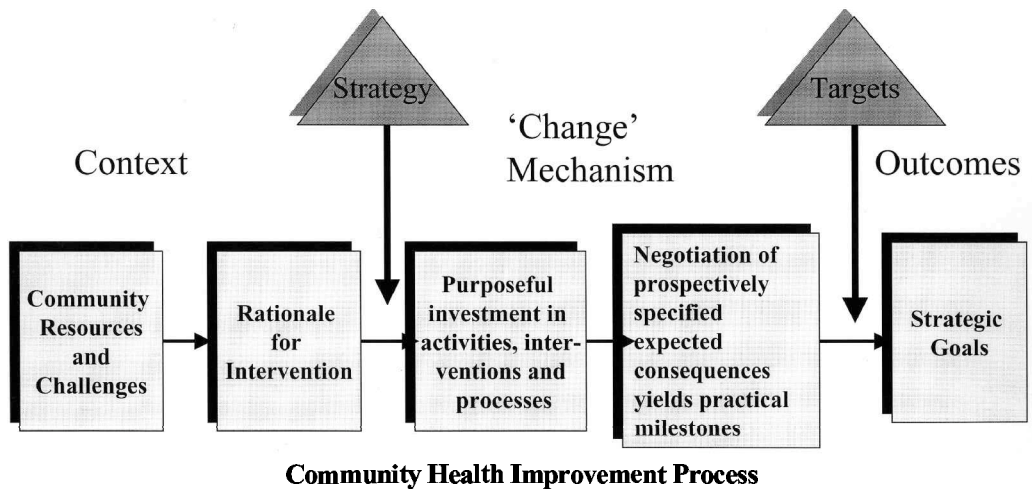 Strategy
Targets
Context
‘Change’
Mechanism
Outcomes
Community
Resources
and
Challenges
Rationale
for
Intervention
Purposeful
investment in
activities, inter-
ventions and
processes
Negotiation of
prospectively
specified
expected
consequences
yields practical
milestones
Strategic
Goals
Community Health Improvement Process